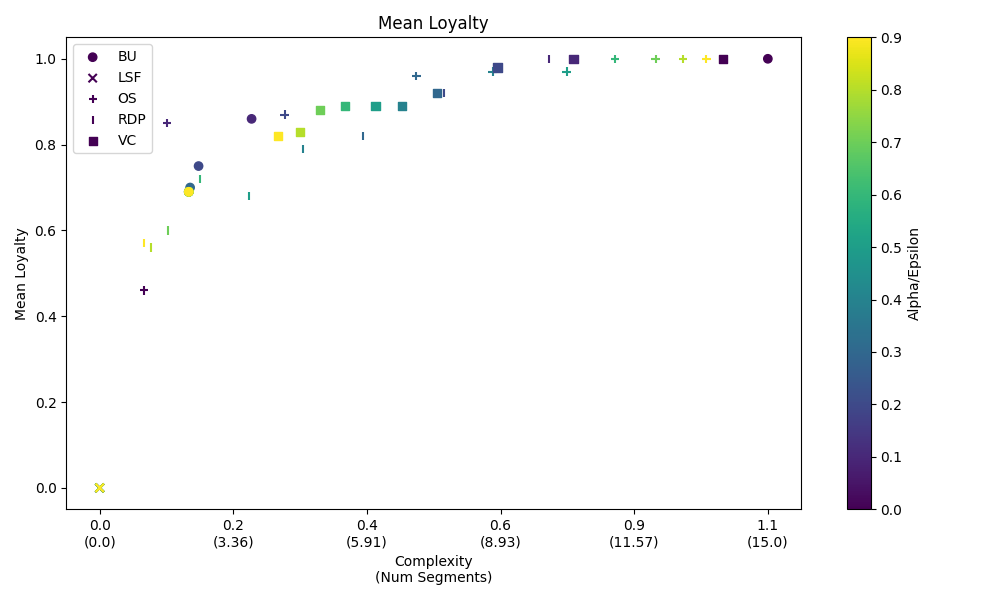 Mean Loyalty
BU
LSF
OS
RDP
VC
Mean Loyalty
1.0
0.8
0.6
0.4
0.2
0.0
0.0
(0.0)
0.2
(3.36)
0.4
(5.91)
0.6
(8.93)
0.9
(11.57)
1.1
(15.0)
Complexity
(Num Segments)
0.9
0.8
0.7
0.6
0.5
0.4
0.3
0.2
0.1
0.0
Alpha/Epsilon